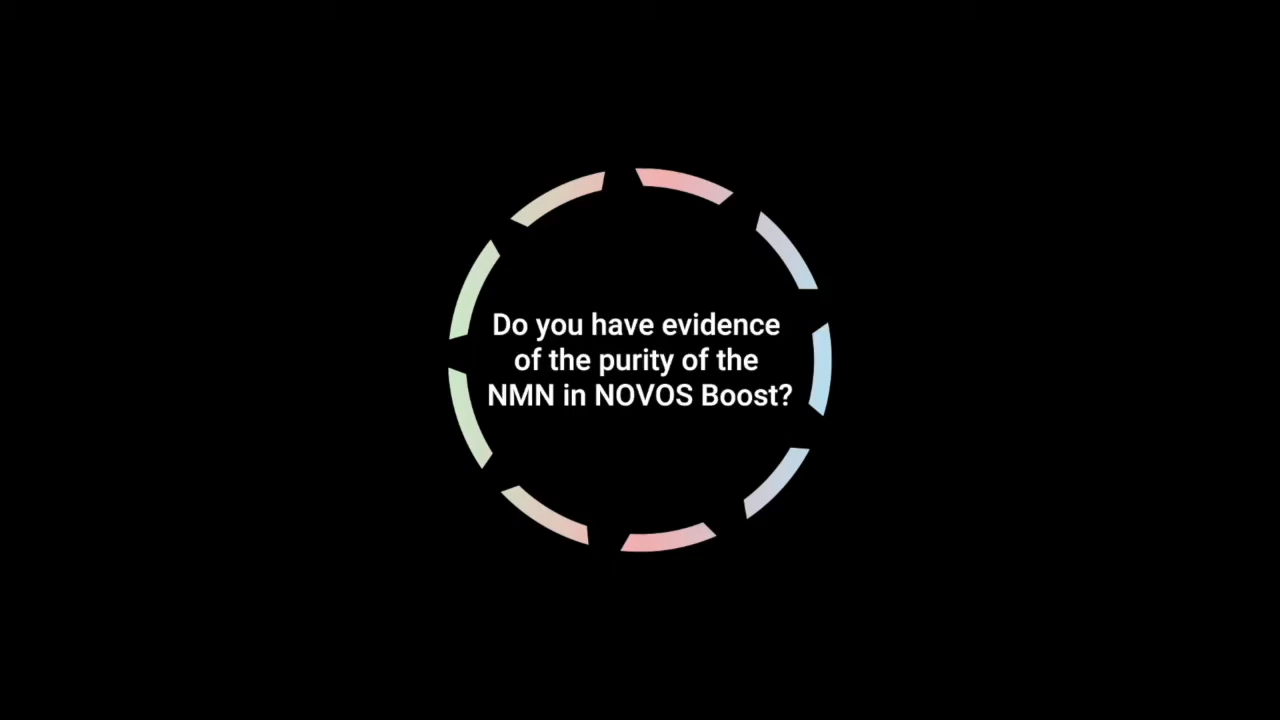 Do you have evidence
of the purity of the
NMN in NOVOS Boost?